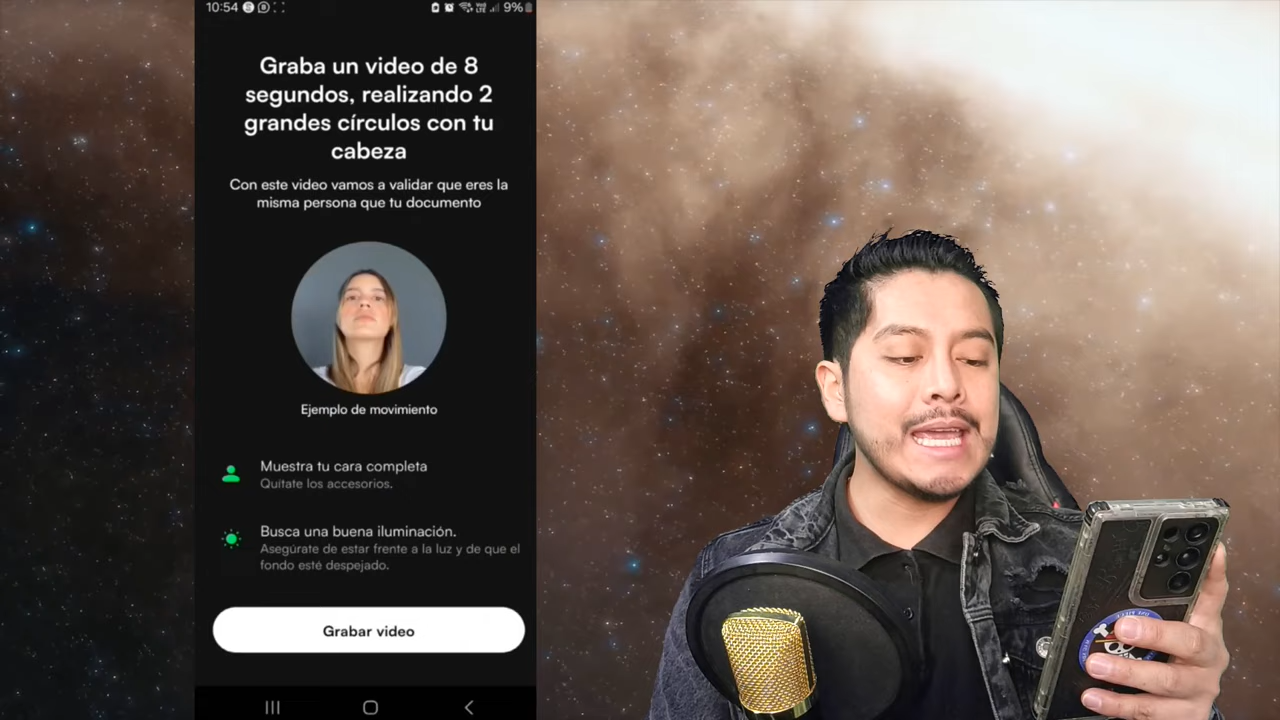 10:54
9%
Graba un video de 8
segundos, realizando 2
grandes círculos con tu
cabeza
Con este video vamos a validar que eres la
misma persona que tu documento
Ejemplo de movimiento
Muestra tu cara completa
Quítate los accesorios.
Busca una buena iluminación.
Asegúrate de estar frente a la luz y de que el
fondo esté despejado.
Grabar video